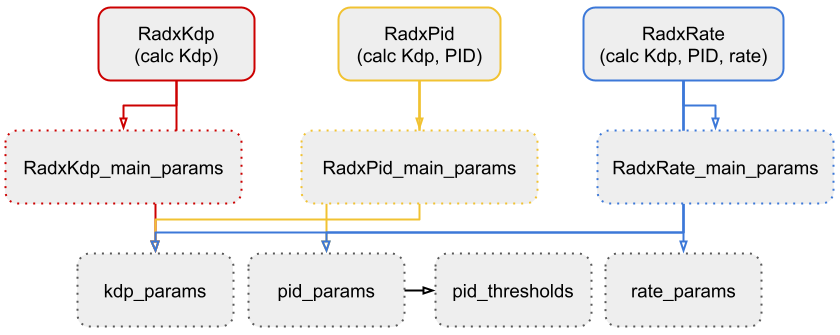 RadxKdp
(calc Kdp)
RadxPid
(calc Kdp, PID)
RadxRate
(calc Kdp, PID, rate)
RadxKdp_main_params
RadxPid_main_params
RadxRate_main_params
kdp_params
pid_params
pid_thresholds
rate_params